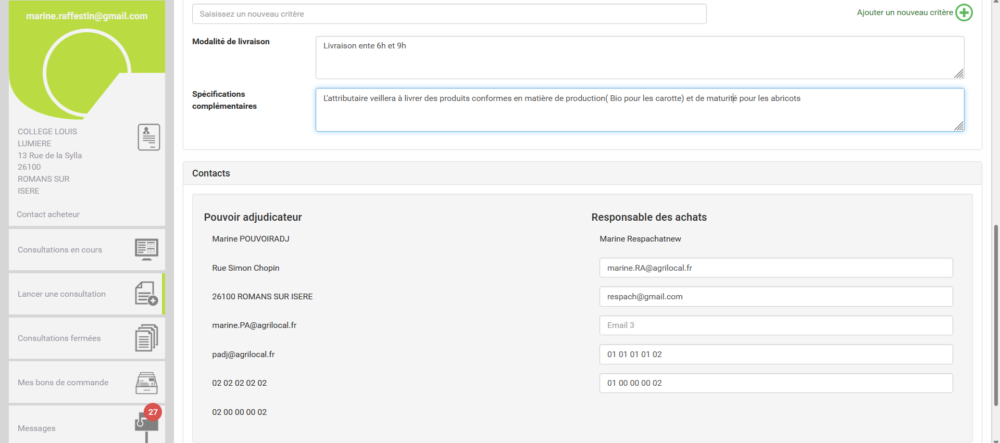 marine.raffestin@gmail.com
COLLEGE LOUIS
LUMIERE
13 Rue de la Sylla
26100
ROMANS SUR
ISERE
Contact acheteur
Consultations en cours
Lancer une consultation
Consultations fermées
Mes bons de commande
27
Messages
Saisissez un nouveau critère
Ajouter un nouveau critère
Modalité de livraison
Livraison ente 6h et 9h
Spécifications
complémentaires
L'attributaire veillera à livrer des produits conformes en matière de production( Bio pour les carotte) et de maturité pour les abricots
Contacts
Pouvoir adjudicateur
Marine POUVOIRADJ
Rue Simon Chopin
26100 ROMANS SUR ISERE
marine.PA@agrilocal.fr
padj@agrilocal.fr
02 02 02 02 02
02 00 00 00 02
Responsable des achats
Marine Respachatnew
marine.RA@agrilocal.fr
respach@gmail.com
Email 3
01 01 01 01 02
01 00 00 00 02